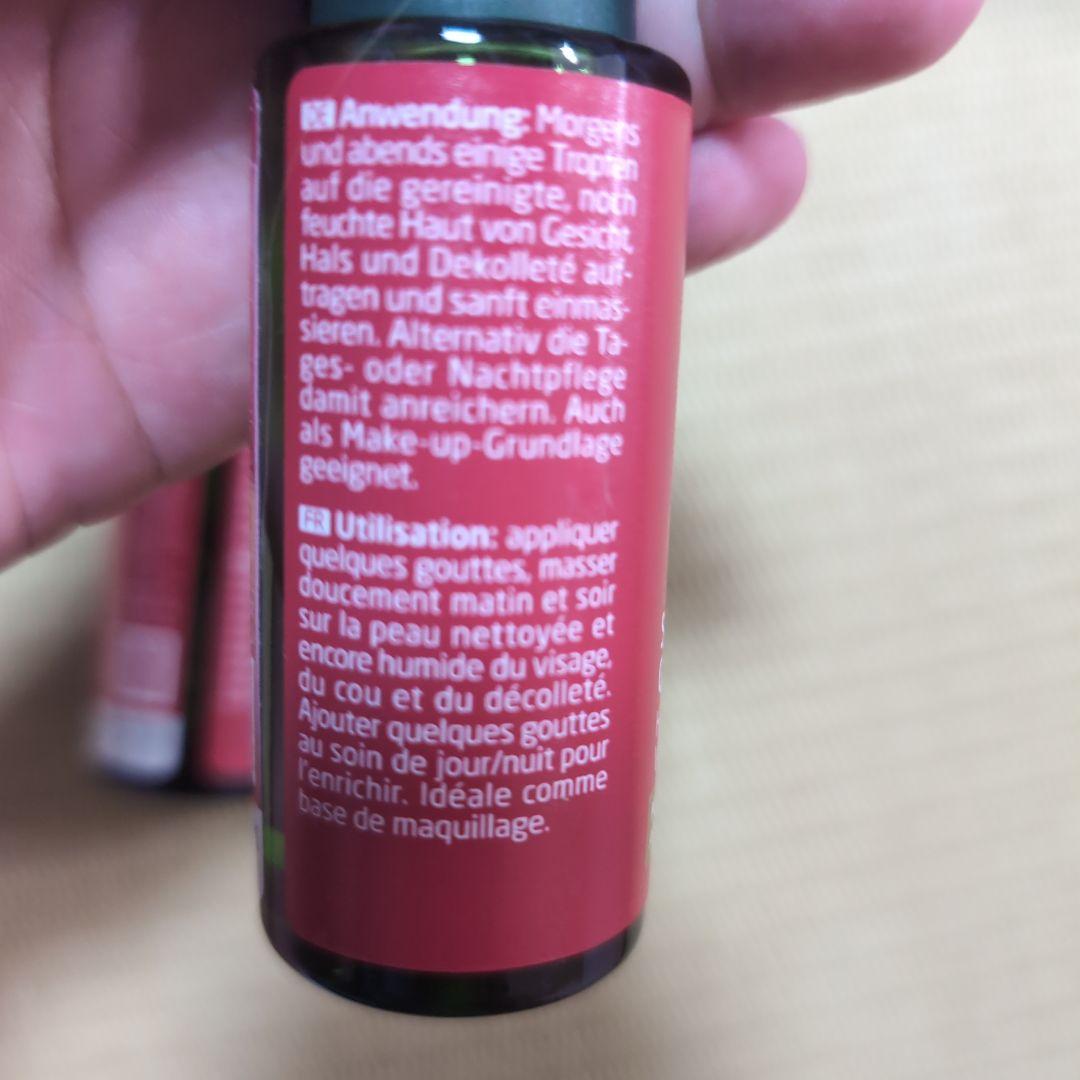 DE Anwendung: Morgens
und abends einige Tropfen
auf die gereinigte, noch
feuchte Haut von Gesicht,
Hals und Dekolleté auf-
tragen und sanft einmas-
sieren. Alternativ die Ta-
ges- oder Nachtpflege
damit anreichern. Auch
als Make-up-Grundlage
geeignet.
FR Utilisation: appliquer
quelques gouttes, masser
doucement matin et soir
sur la peau nettoyée et
encore humide du visage,
du cou et du décolleté.
Ajouter quelques gouttes
au soin de jour/nuit pour
l'enrichir. Idéale comme
base de maquillage.